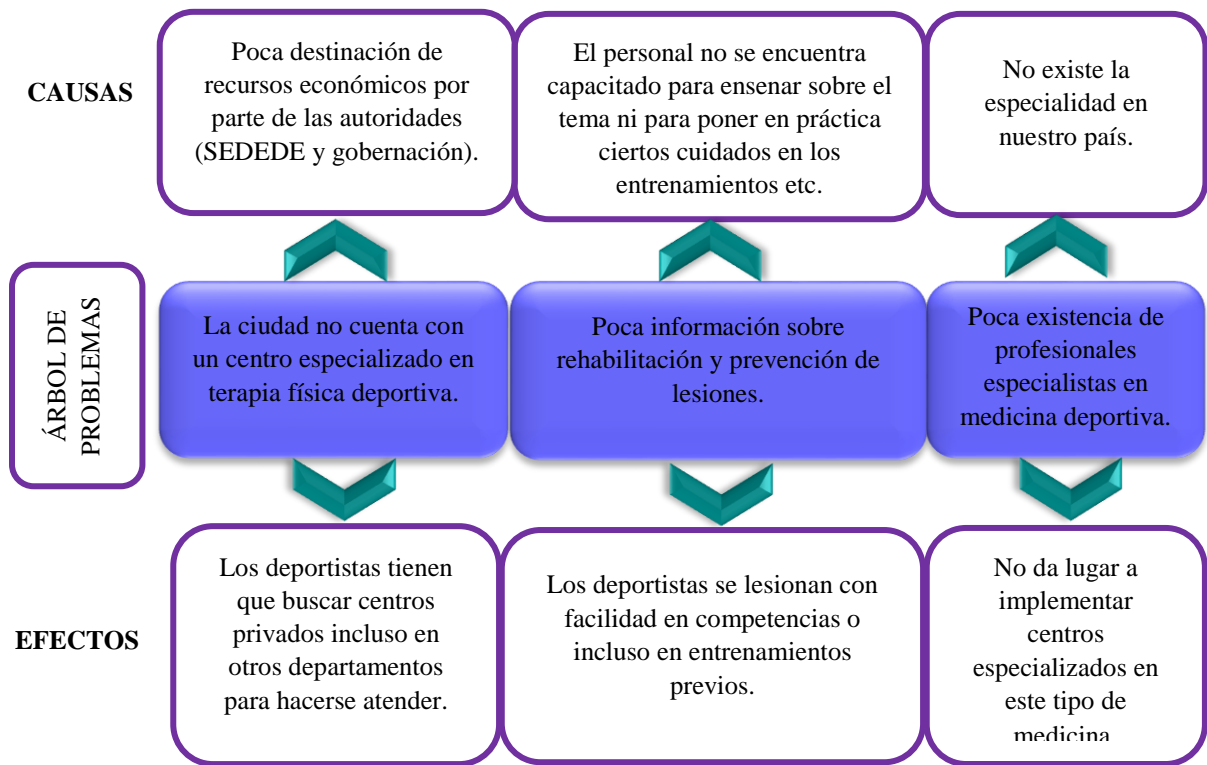 CAUSAS
Poca destinación de
recursos económicos por
parte de las autoridades
(SEDEDE y gobernación).
El personal no se encuentra
capacitado para ensenar sobre el
tema ni para poner en práctica
ciertos cuidados en los
entrenamientos etc.
No existe la
especialidad en
nuestro país.
ÁRBOL DE
PROBLEMAS
La ciudad no cuenta con
un centro especializado en
terapia física deportiva.
Poca información sobre
rehabilitación y prevención de
lesiones.
Poca existencia de
profesionales
especialistas en
medicina deportiva.
EFECTOS
Los deportistas tienen
que buscar centros
privados incluso en
otros departamentos
para hacerse atender.
Los deportistas se lesionan con
facilidad en competencias o
incluso en entrenamientos
previos.
No da lugar a
implementar
centros
especializados en
este tipo de
medicina